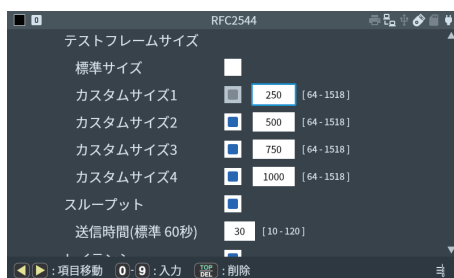 0 RFC2544
テストフレームサイズ
標準サイズ
カスタムサイズ1 250 [ 64 - 1518 ]
カスタムサイズ2 500 [ 64 - 1518 ]
カスタムサイズ3 750 [ 64 - 1518 ]
カスタムサイズ4 1000 [ 64 - 1518 ]
スループット
送信時間(標準 60秒) 30 [ 10 - 120 ]
: 項目移動 0 - 9 : 入力 TOP DEL : 削除